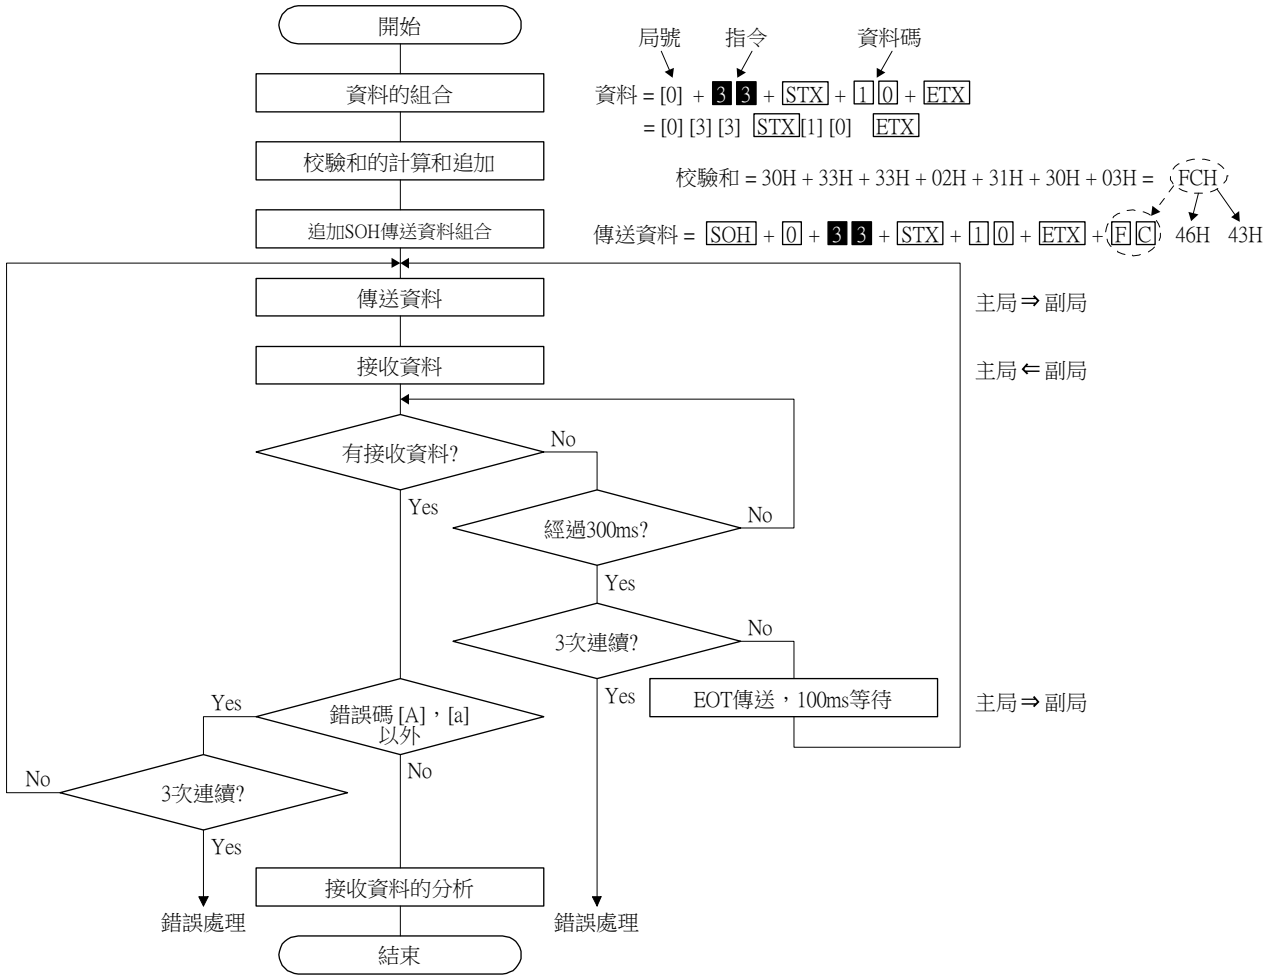 開始
局號 指令 資料碼
資料的組合
資料 = [0] + 3 3 + STX + 1 0 + ETX
= [0] [3] [3] STX [1] [0] ETX
校驗和的計算和追加
校驗和 = 30H + 33H + 33H + 02H + 31H + 30H + 03H = FCH
追加SOH傳送資料組合
傳送資料 = SOH + 0 + 3 3 + STX + 1 0 + ETX + F C 46H 43H
傳送資料
主局 ⇒ 副局
接收資料
主局 ⇐ 副局
有接收資料?
No
Yes
經過300ms?
No
Yes
3次連續?
No
Yes
EOT傳送，100ms等待
主局 ⇒ 副局
錯誤碼 [A]，[a]
以外
Yes
No
3次連續?
No
Yes
接收資料的分析
錯誤處理
錯誤處理
結束